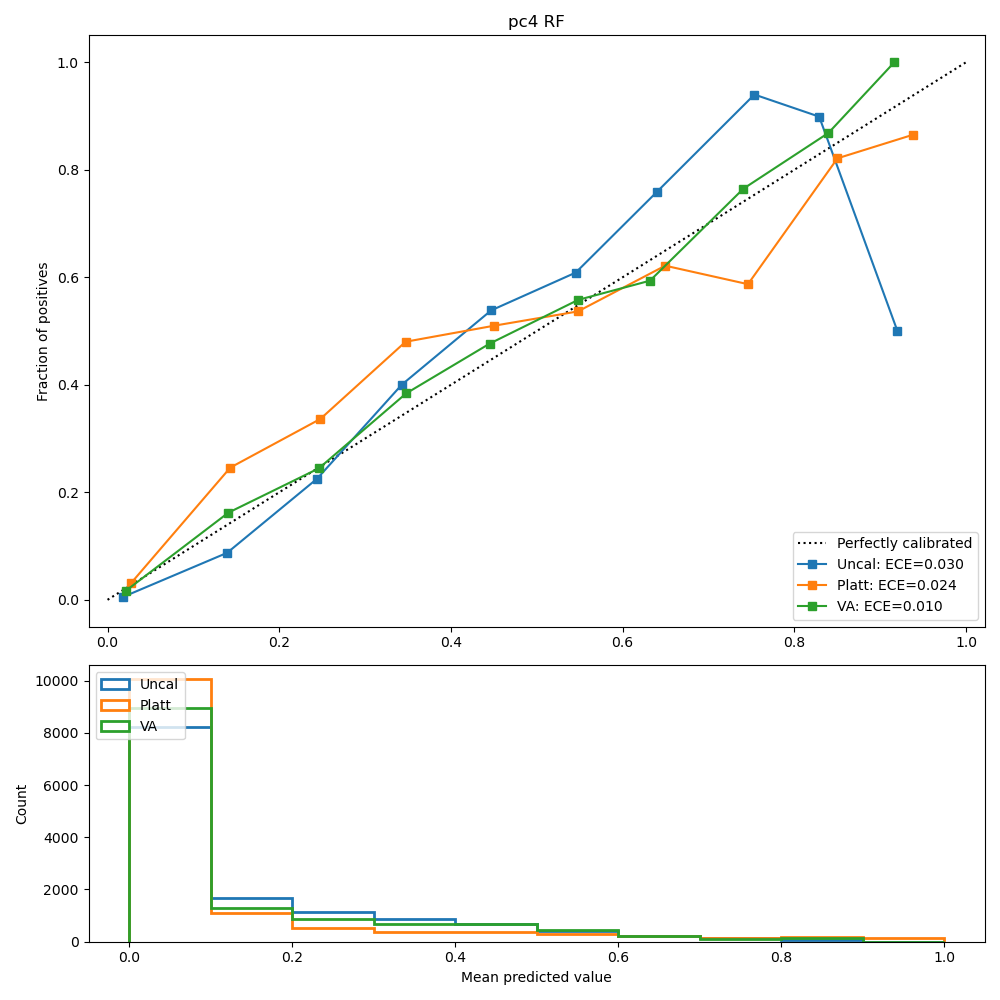 pc4 RF
1.0
0.8
0.6
0.4
0.2
0.0
Fraction of positives
0.0 0.2 0.4 0.6 0.8 1.0
Perfectly calibrated
Uncal: ECE=0.030
Platt: ECE=0.024
VA: ECE=0.010
10000
8000
6000
4000
2000
0
Count
Uncal
Platt
VA
0.0 0.2 0.4 0.6 0.8 1.0
Mean predicted value